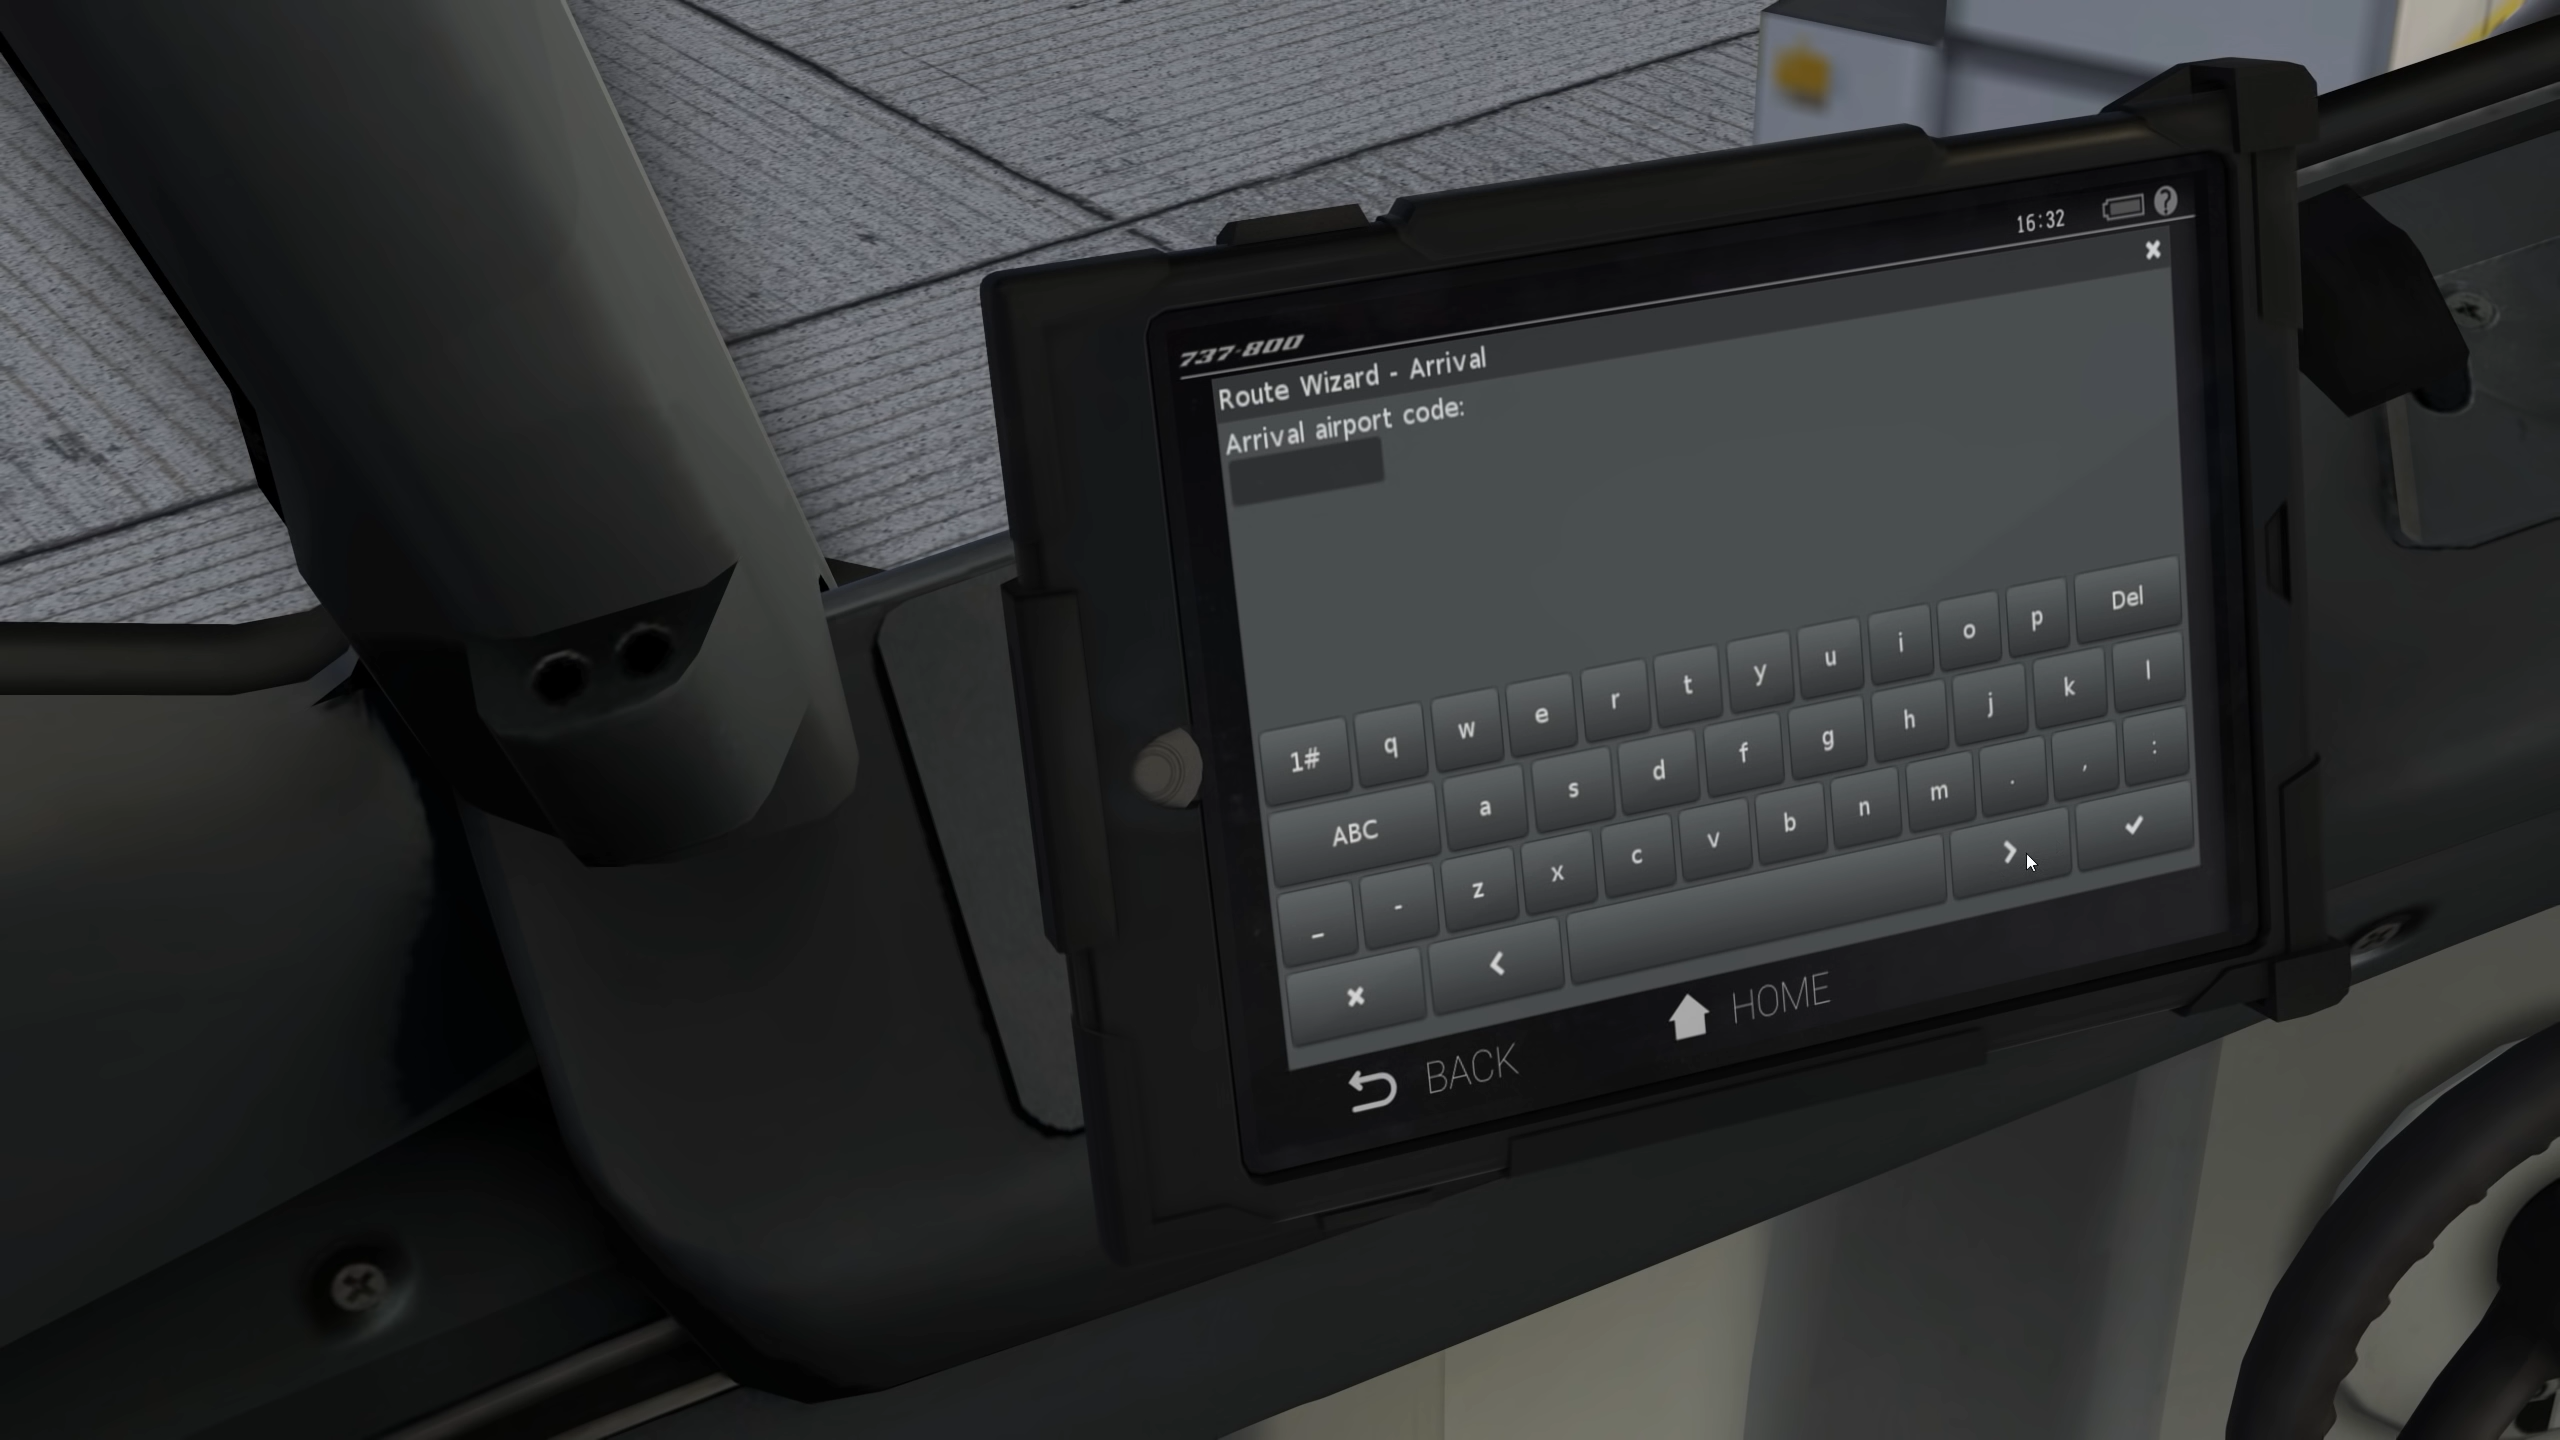 16:32 ?
737-800
Route Wizard - Arrival
Arrival airport code:
1# q w e r t y u i o p Del
ABC a s d f g h j k l
_ - z x c v b n m . , :
BACK
HOME